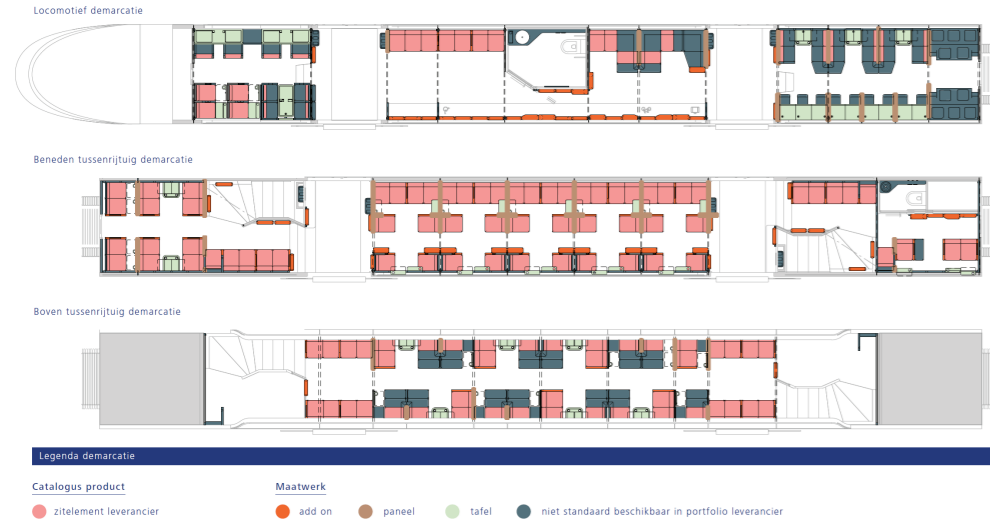 Locomotief demarcatie
Beneden tussenrijtuig demarcatie
Boven tussenrijtuig demarcatie
Legenda demarcatie
Catalogus product
Maatwerk
zitelement leverancier
add on
paneel
tafel
niet standaard beschikbaar in portfolio leverancier